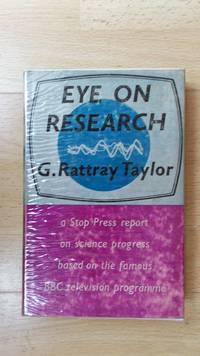 EYE ON
RESEARCH
G. Rattray Taylor
a Stop Press report
on science progress
based on the famous
BBC television programme